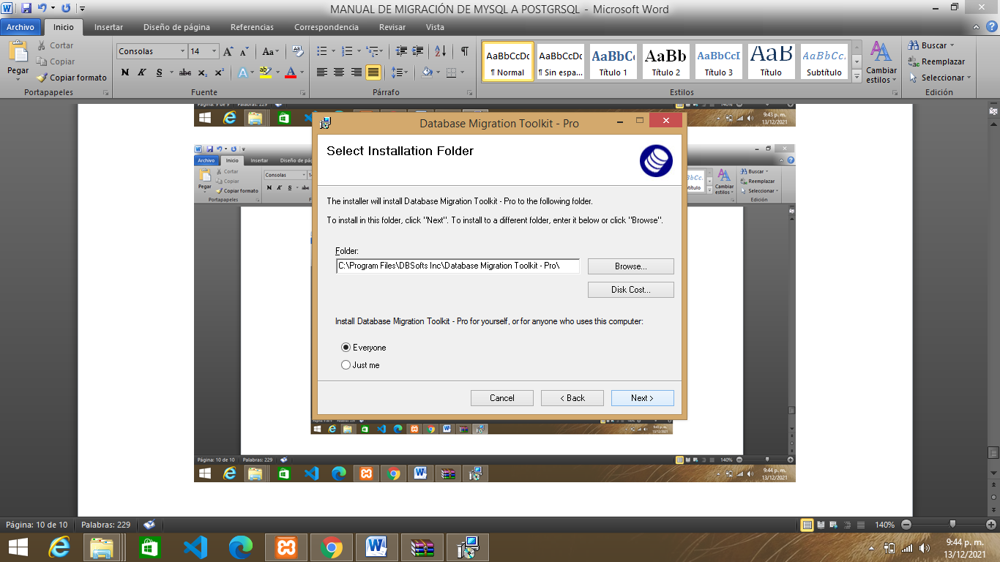 MANUAL DE MIGRACIÓN DE MYSQL A POSTGRSQL - Microsoft Word
Archivo Inicio Insertar Diseño de página Referencias Correspondencia Revisar Vista
Pegar
Cortar
Copiar
Copiar formato
Portapapeles
Consolas 14
N K S abc x₂ x²
Fuente
Párrafo
AaBbCcDc AaBbCcDc AaBbCc AaBb AaBbCcI AaB AaBbCc.
¶ Normal ¶ Sin espa... Título 1 Título 2 Título 3 Título Subtítulo
Cambiar estilos
Estilos
Buscar
Reemplazar
Seleccionar
Edición
Página: 9 de 9 Palabras: 229 140%
9:43 p. m.
13/12/2021
Archivo Inicio Insertar Diseño de pág
Pegar
Cortar
Copiar
Copiar formato
Portapapeles
Consolas
N K S
Cambiar estilos
Buscar
Reemplazar
Seleccionar
Edición
Database Migration Toolkit - Pro
Select Installation Folder
The installer will install Database Migration Toolkit - Pro to the following folder.
To install in this folder, click "Next". To install to a different folder, enter it below or click "Browse".
Folder:
C:\Program Files\DBSofts Inc\Database Migration Toolkit - Pro\
Browse...
Disk Cost...
Install Database Migration Toolkit - Pro for yourself, or for anyone who uses this computer:
Everyone
Just me
Cancel < Back Next >
13/12/2021
Página: 10 de 10 Palabras: 229 140%
9:44 p. m.
13/12/2021
Página: 10 de 10 Palabras: 229 140%
9:44 p. m.
13/12/2021